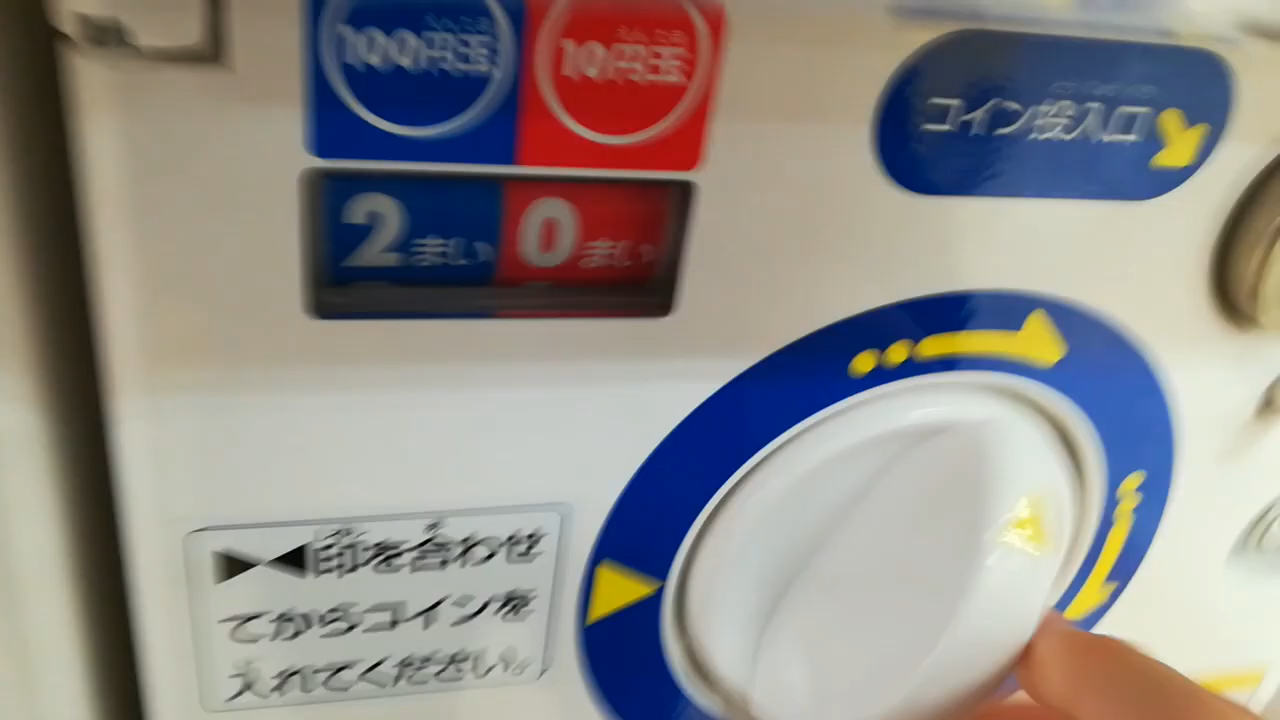 100円玉 10円玉
2まい 0まい
コイン投入口
▶◀印を合わせ
てからコインを
入れてください。